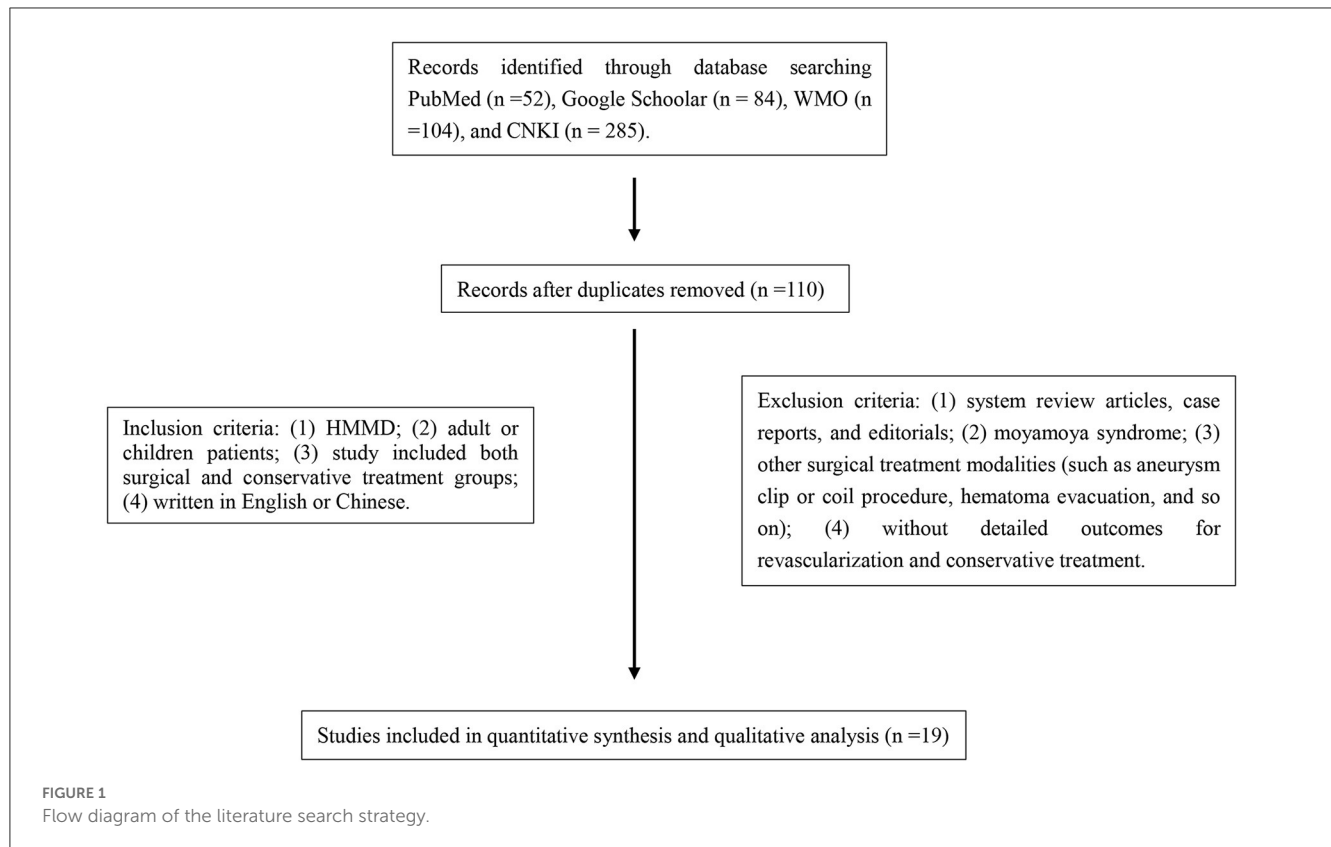 Records identified through database searching
PubMed (n =52), Google Schoolar (n = 84), WMO (n
=104), and CNKI (n = 285).
Records after duplicates removed (n =110)
Inclusion criteria: (1) HMMD; (2) adult or
children patients; (3) study included both
surgical and conservative treatment groups;
(4) written in English or Chinese.
Exclusion criteria: (1) system review articles, case
reports, and editorials; (2) moyamoya syndrome; (3)
other surgical treatment modalities (such as aneurysm
clip or coil procedure, hematoma evacuation, and so
on); (4) without detailed outcomes for
revascularization and conservative treatment.
Studies included in quantitative synthesis and qualitative analysis (n =19)
FIGURE 1
Flow diagram of the literature search strategy.